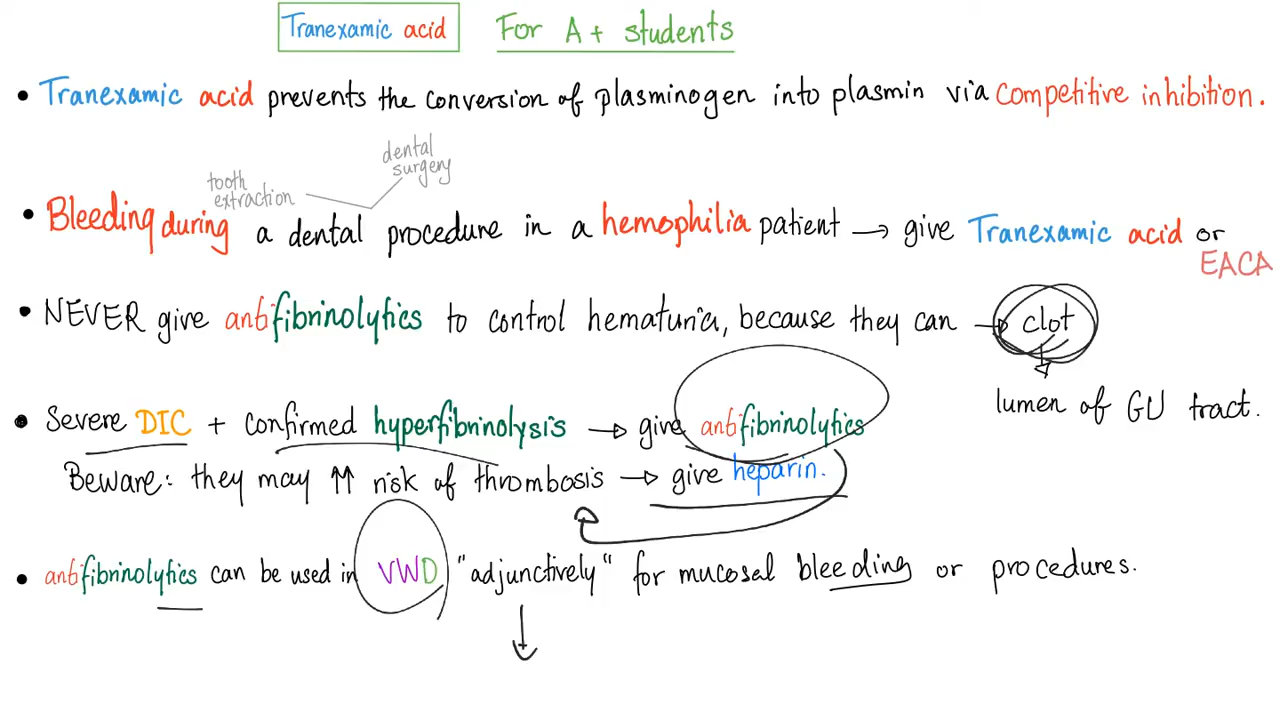 Tranexamic acid For A+ students
• Tranexamic acid prevents the conversion of plasminogen into plasmin via competitive inhibition.
dental
surgery
tooth
extraction
• Bleeding during a dental procedure in a hemophilia patient → give Tranexamic acid or
EACA
• NEVER give antifibrinolytics to control hematuria, because they can → clot
lumen of GU tract.
• Severe DIC + confirmed hyperfibrinolysis → give antifibrinolytics
Beware: they may ↑↑ risk of thrombosis → give heparin.
• antifibrinolytics can be used in VWD "adjunctively" for mucosal bleeding or procedures.